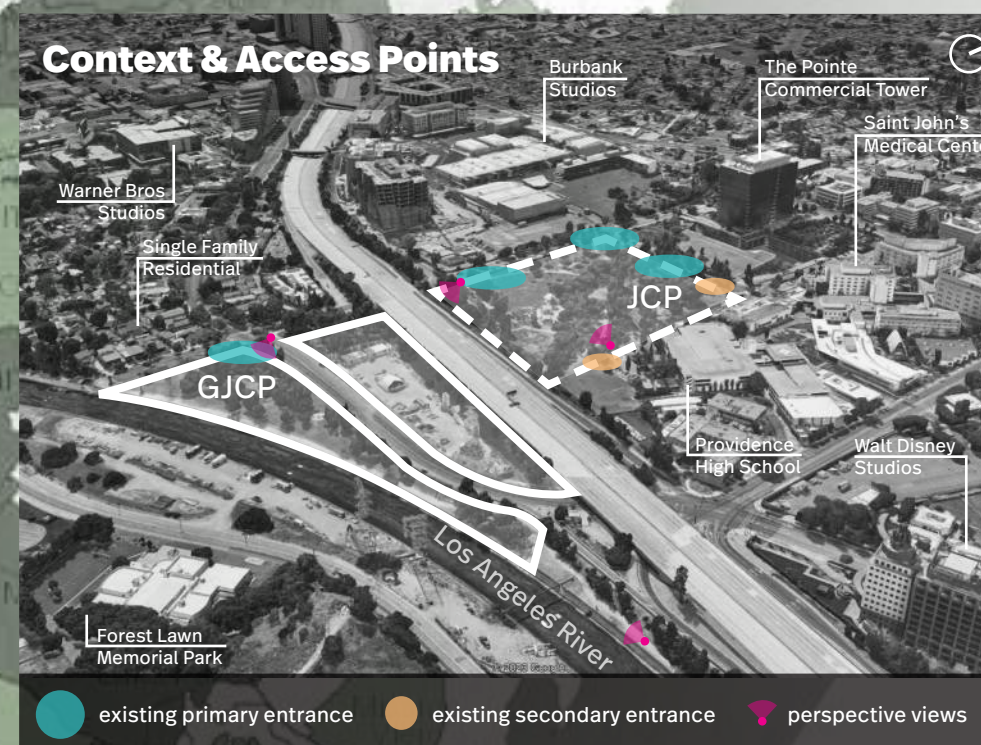 Context & Access Points
Burbank
Studios
The Pointe
Commercial Tower
Saint John's
Warner Bros
Studios
Single Family
Residential
JCP
GJCP
Providence
High School
Walt Disney
Studios
Los Angeles River
Forest Lawn
Memorial Park
existing primary entrance
existing secondary entrance
perspective views